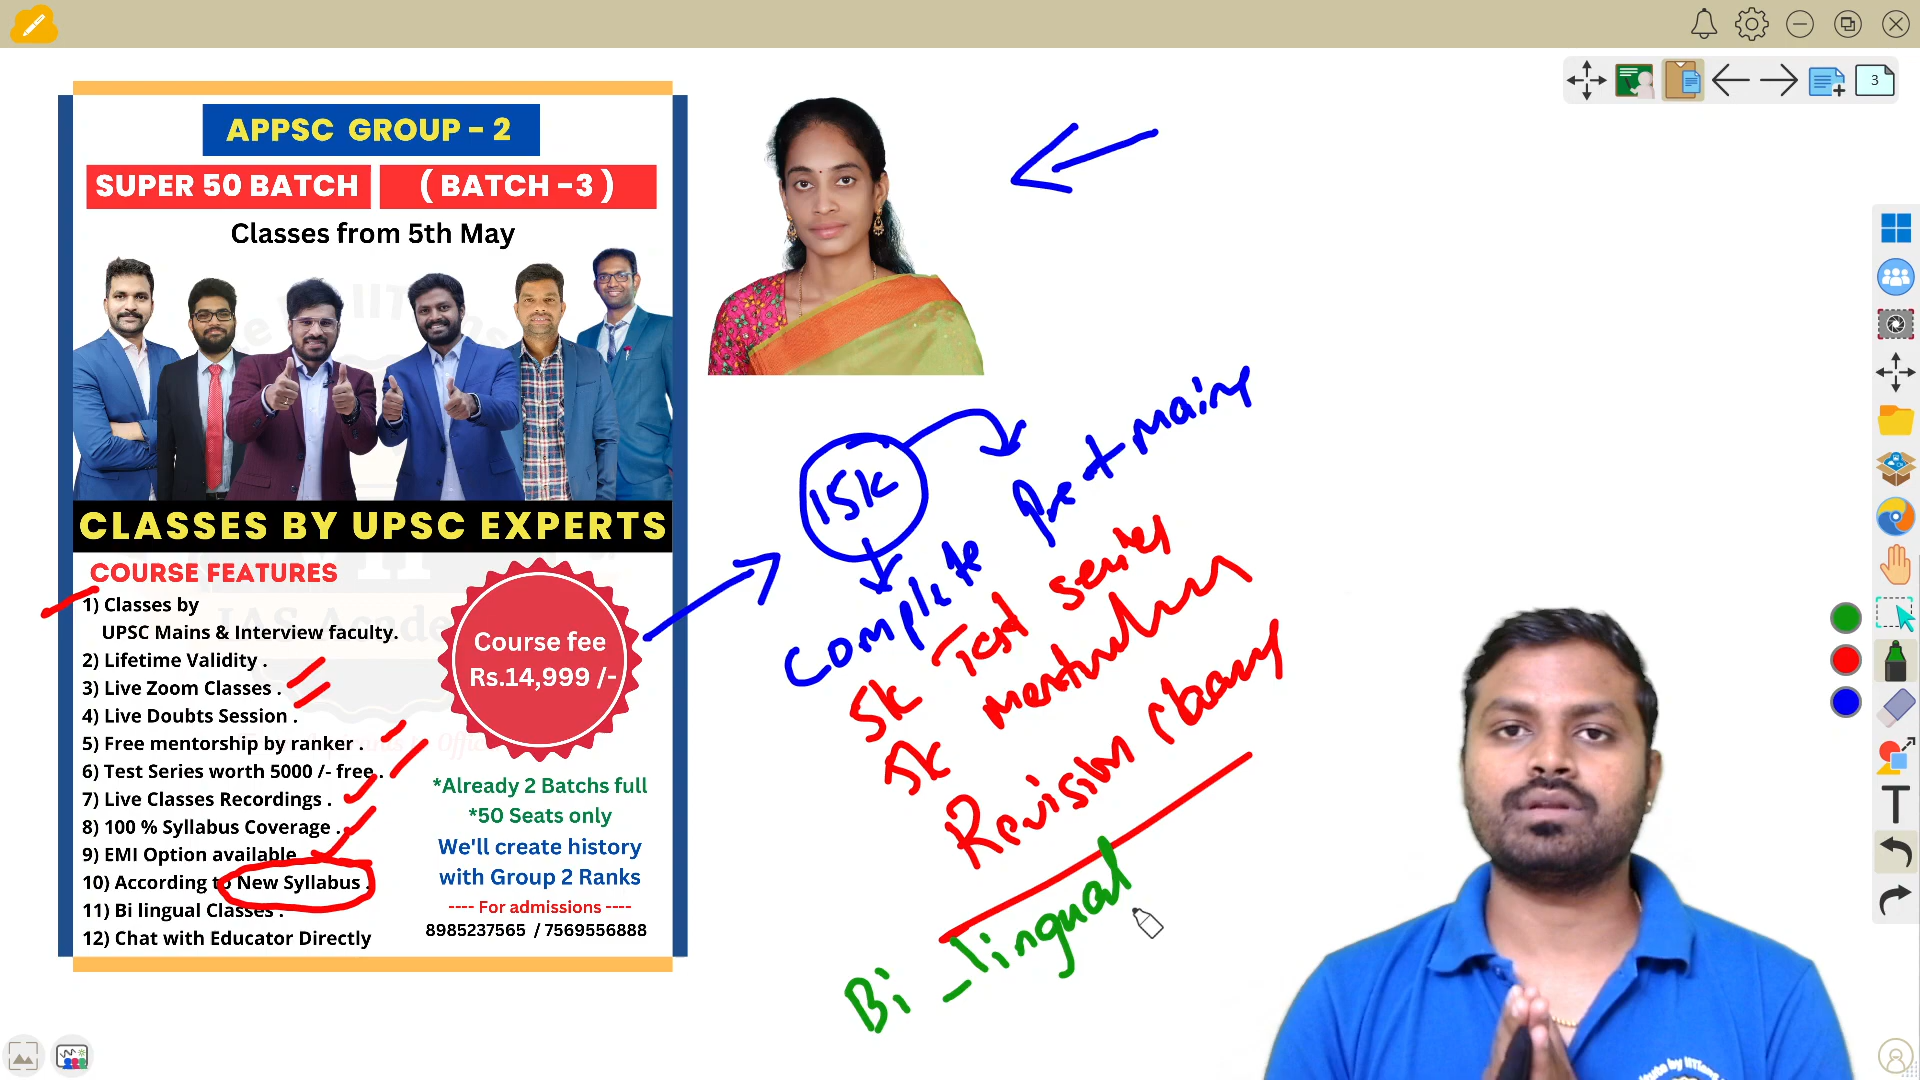 3
APPSC GROUP - 2
SUPER 50 BATCH ( BATCH -3 )
Classes from 5th May
CLASSES BY UPSC EXPERTS
COURSE FEATURES
1) Classes by
UPSC Mains & Interview faculty.
2) Lifetime Validity .
3) Live Zoom Classes .
4) Live Doubts Session .
5) Free mentorship by ranker .
6) Test Series worth 5000 /- free .
7) Live Classes Recordings .
8) 100 % Syllabus Coverage .
9) EMI Option available
10) According to New Syllabus .
11) Bi lingual Classes .
12) Chat with Educator Directly
Course fee
Rs.14,999 /-
*Already 2 Batchs full
*50 Seats only
We'll create history
with Group 2 Ranks
---- For admissions ----
8985237565 / 7569556888
15k
Pre + mains
Complete
5k Test series
5k
Revision
Bi - lingual
T